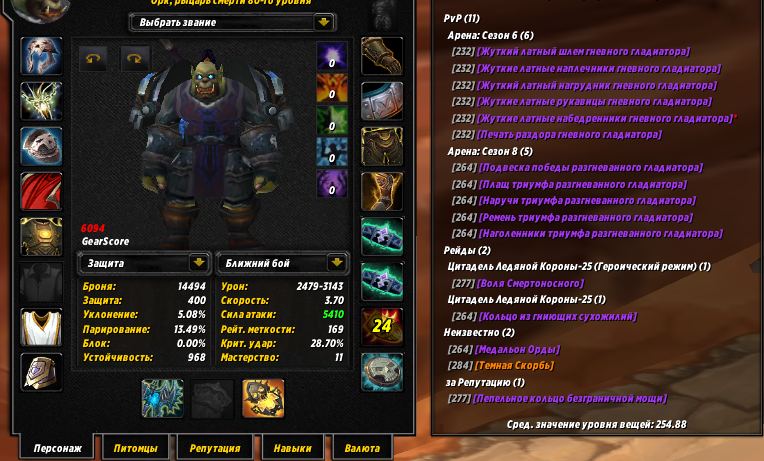 Орк, рыцарь смерти 80-го уровня
Выбрать звание
0
0
0
0
0
6094
GearScore
24
Защита
Броня: 14494
Защита: 400
Уклонение: 5.08%
Парирование: 13.49%
Блок: 0.00%
Устойчивость: 968
Ближний бой
Урон: 2479-3143
Скорость: 3.70
Сила атаки: 5410
Рейт. меткости: 169
Крит. удар: 28.70%
Мастерство: 11
Персонаж
Питомцы
Репутация
Навыки
Валюта
PvP (11)
Арена: Сезон 6 (6)
[232] [Жуткий латный шлем гневного гладиатора]
[232] [Жуткие латные наплечники гневного гладиатора]
[232] [Жуткий латный нагрудник гневного гладиатора]
[232] [Жуткие латные рукавицы гневного гладиатора]
[232] [Жуткие латные набедренники гневного гладиатора]*
[232] [Печать раздора гневного гладиатора]
Арена: Сезон 8 (5)
[264] [Подвеска победы разгневанного гладиатора]
[264] [Плащ триумфа разгневанного гладиатора]
[264] [Наручи триумфа разгневанного гладиатора]
[264] [Ремень триумфа разгневанного гладиатора]
[264] [Наголенники триумфа разгневанного гладиатора]
Рейды (2)
Цитадель Ледяной Короны-25 (Героический режим) (1)
[277] [Воля Смертоносного]
Цитадель Ледяной Короны-25 (1)
[264] [Кольцо из гниющих сухожилий]
Неизвестно (2)
[264] [Медальон Орды]
[284] [Темная Скорбь]
за Репутацию (1)
[277] [Пепельное кольцо безграничной мощи]
Сред. значение уровня вещей: 254.88